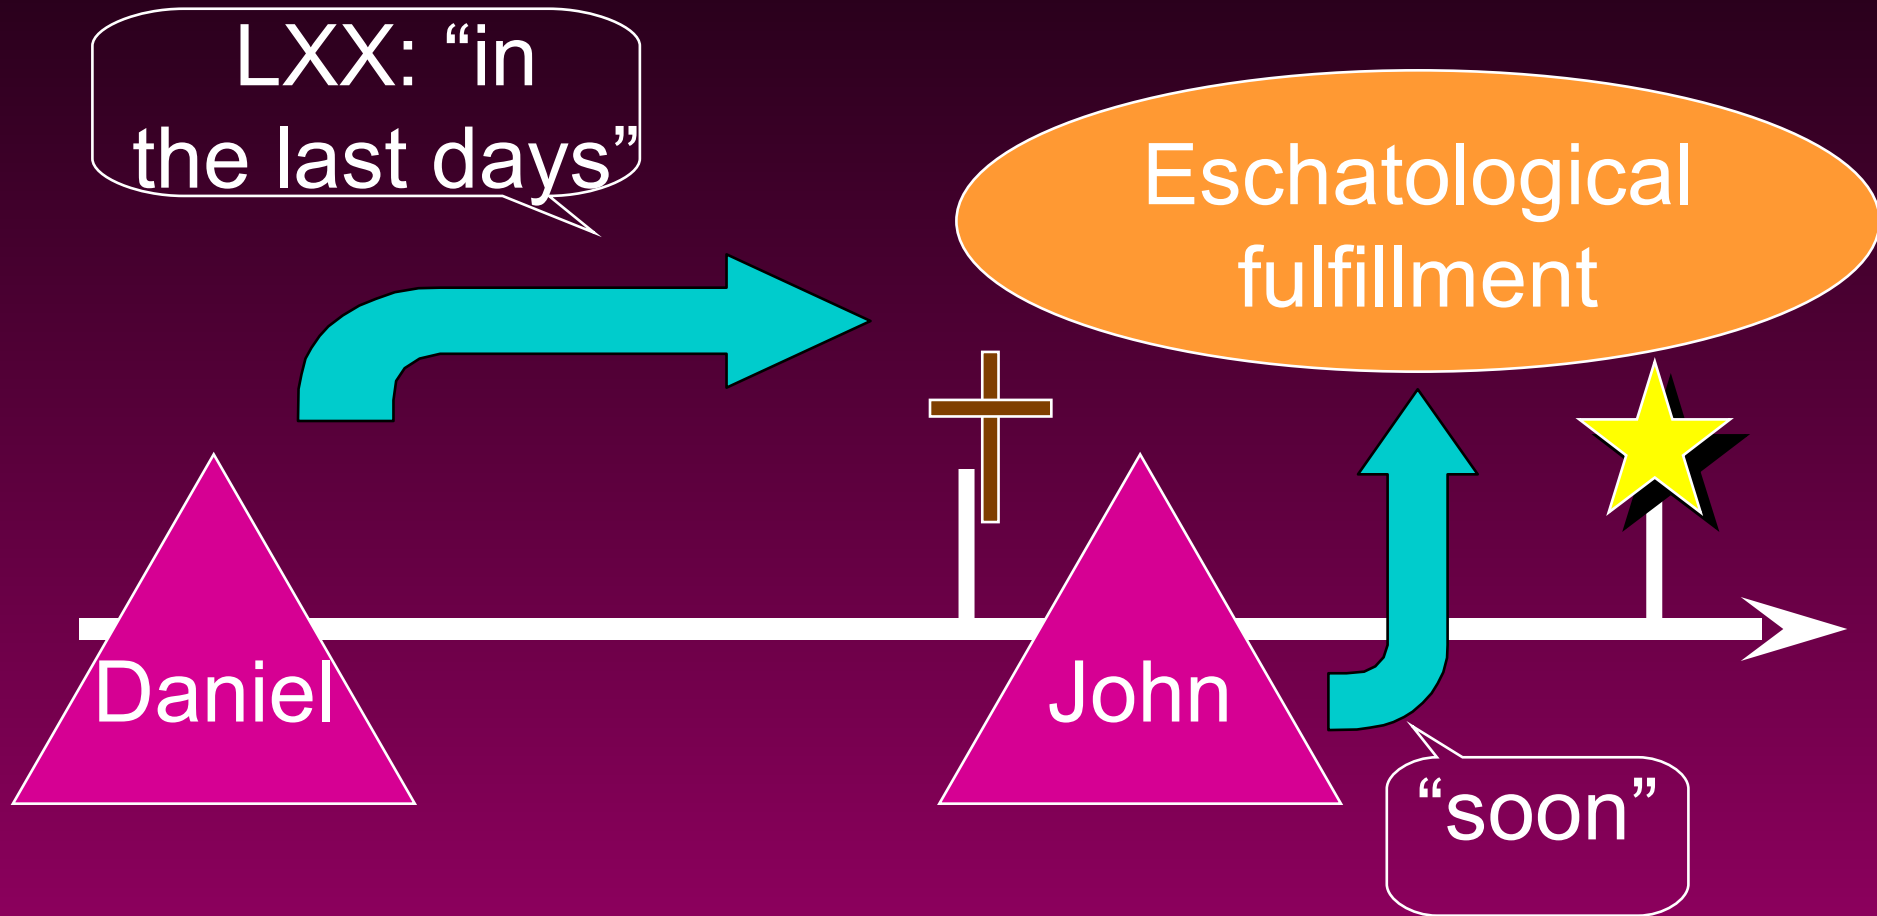 LXX: “in
the last days”
Eschatological
fulfillment
Daniel
John
“soon”